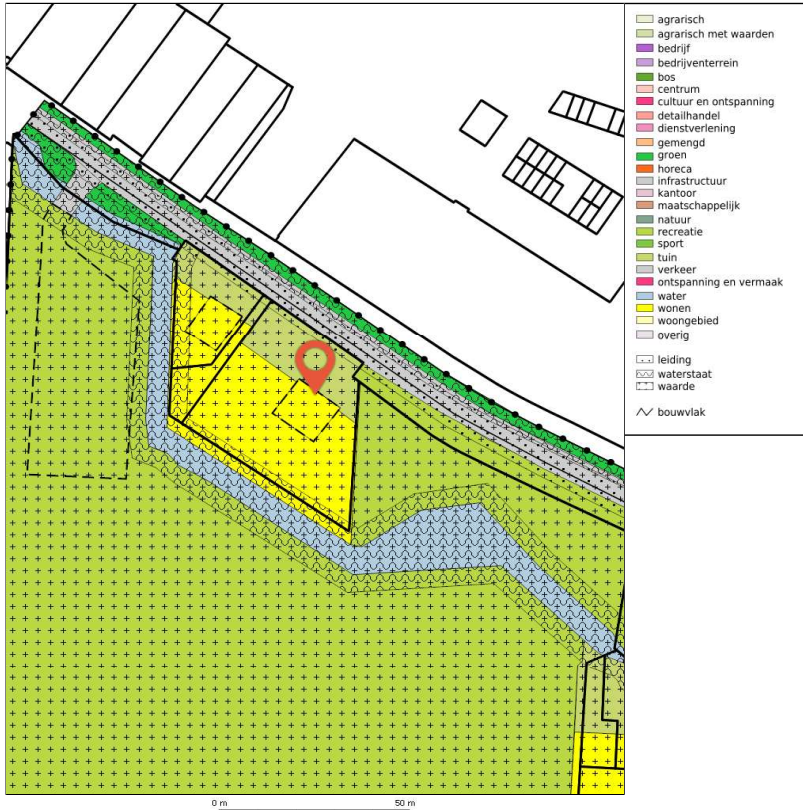 agrarisch
agrarisch met waarden
bedrijf
bedrijventerrein
bos
centrum
cultuur en ontspanning
detailhandel
dienstverlening
gemengd
groen
horeca
infrastructuur
kantoor
maatschappelijk
natuur
recreatie
sport
tuin
verkeer
ontspanning en vermaak
water
wonen
woongebied
overig
leiding
waterstaat
waarde
bouwvlak
0 m 50 m